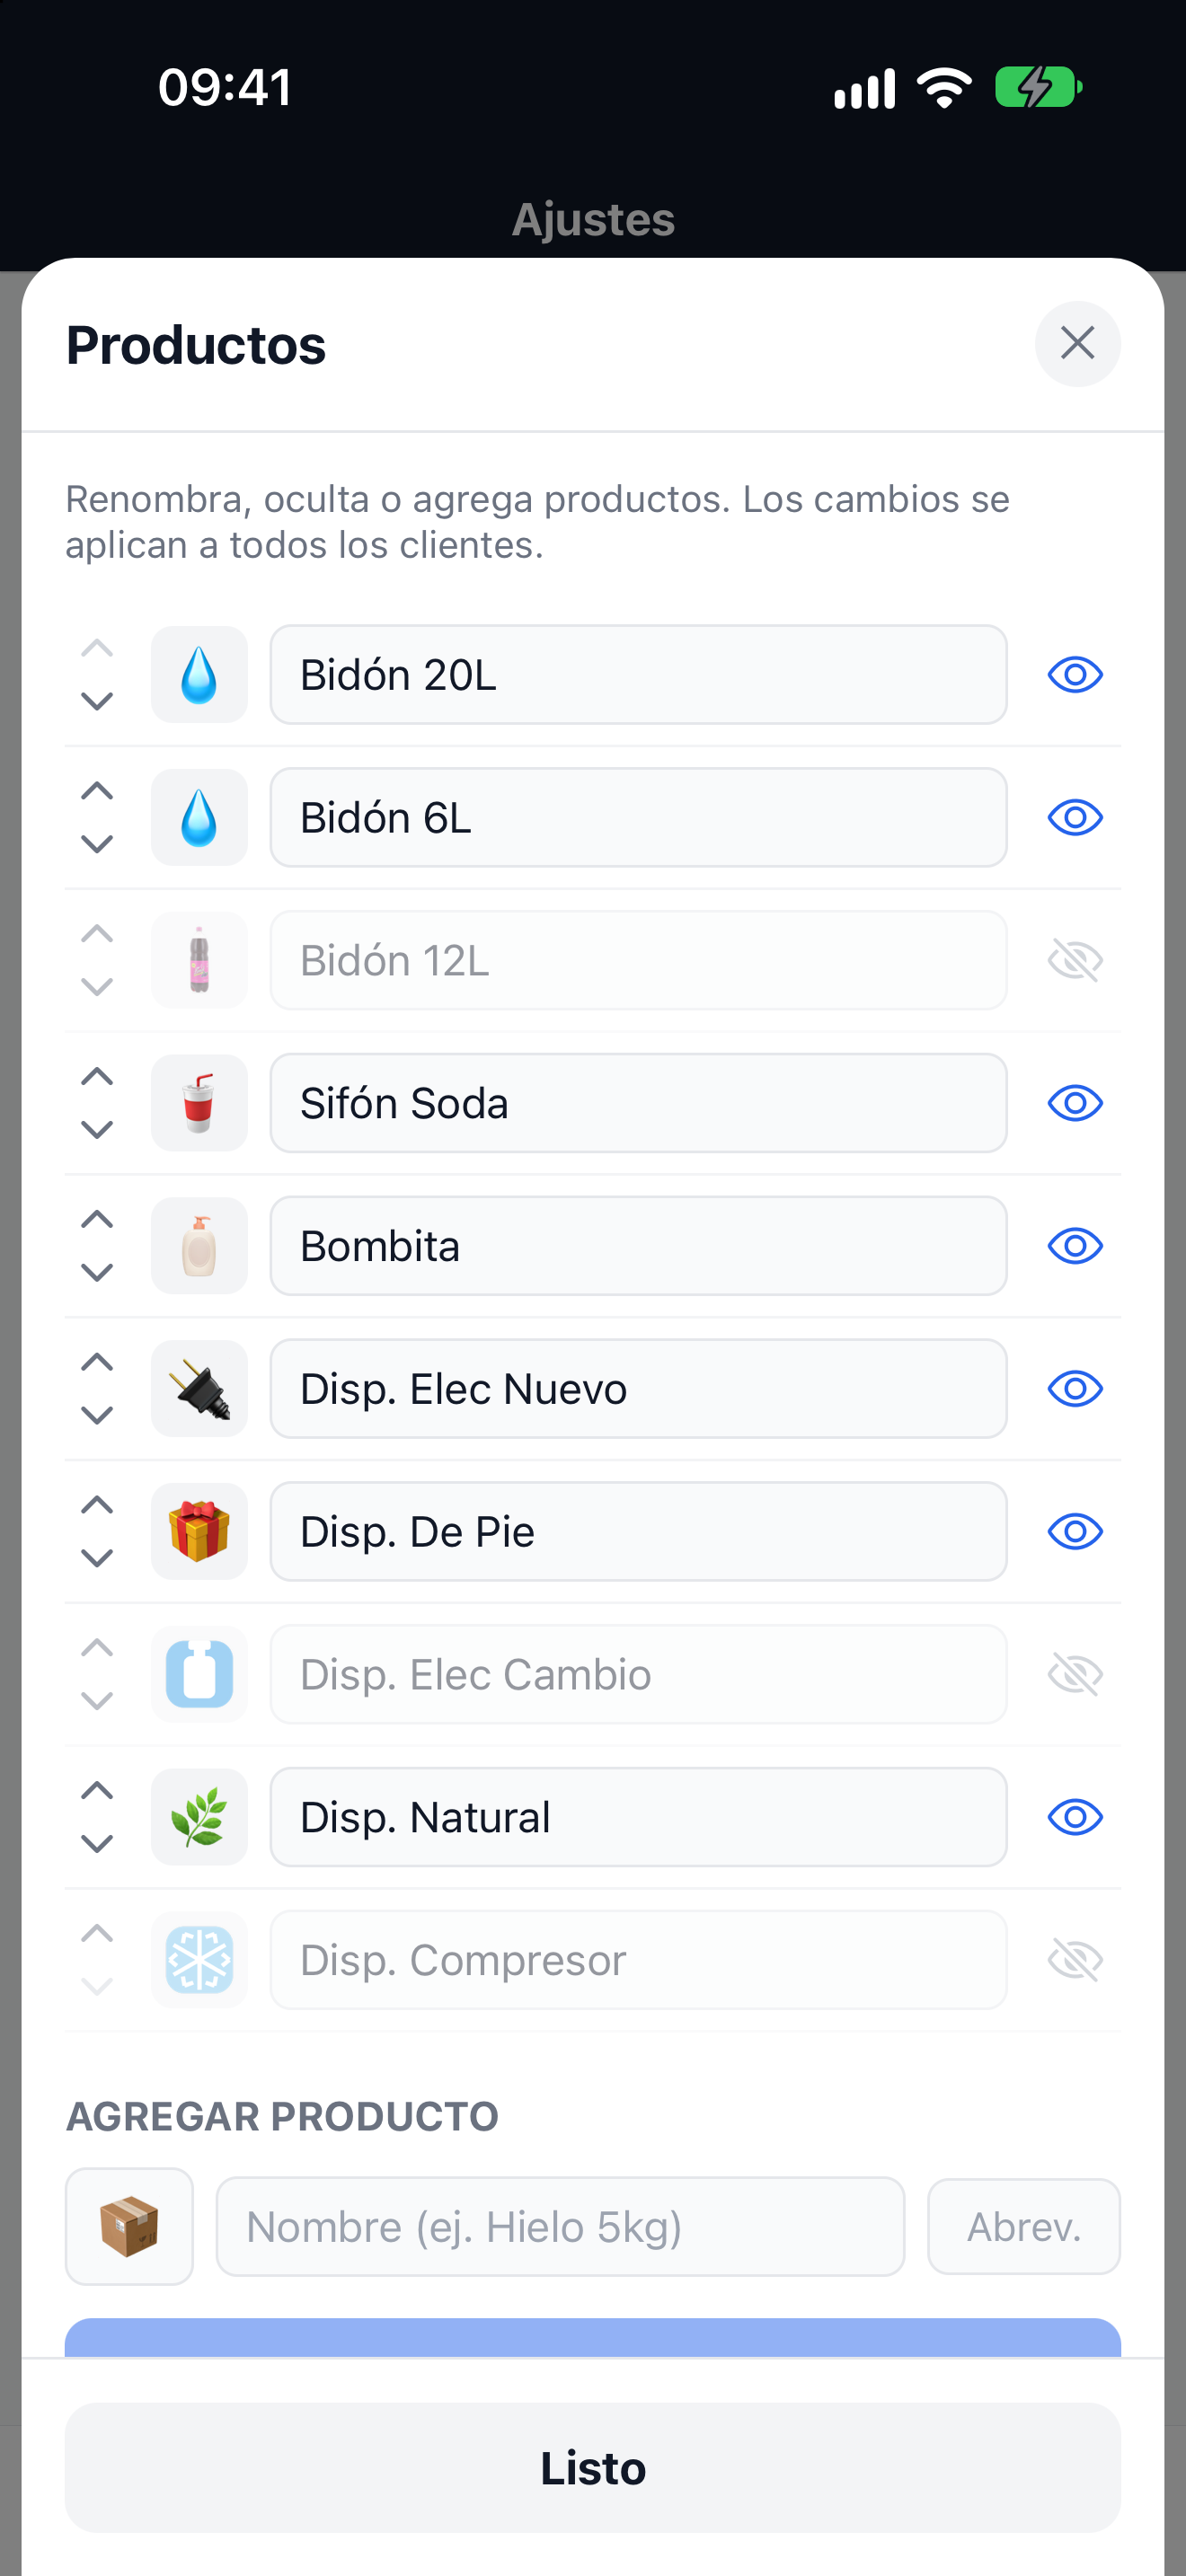 09:41
Ajustes
Productos
Renombra, oculta o agrega productos. Los cambios se
aplican a todos los clientes.
Bidón 20L
Bidón 6L
Bidón 12L
Sifón Soda
Bombita
Disp. Elec Nuevo
Disp. De Pie
Disp. Elec Cambio
Disp. Natural
Disp. Compresor
AGREGAR PRODUCTO
Nombre (ej. Hielo 5kg)
Abrev.
Listo